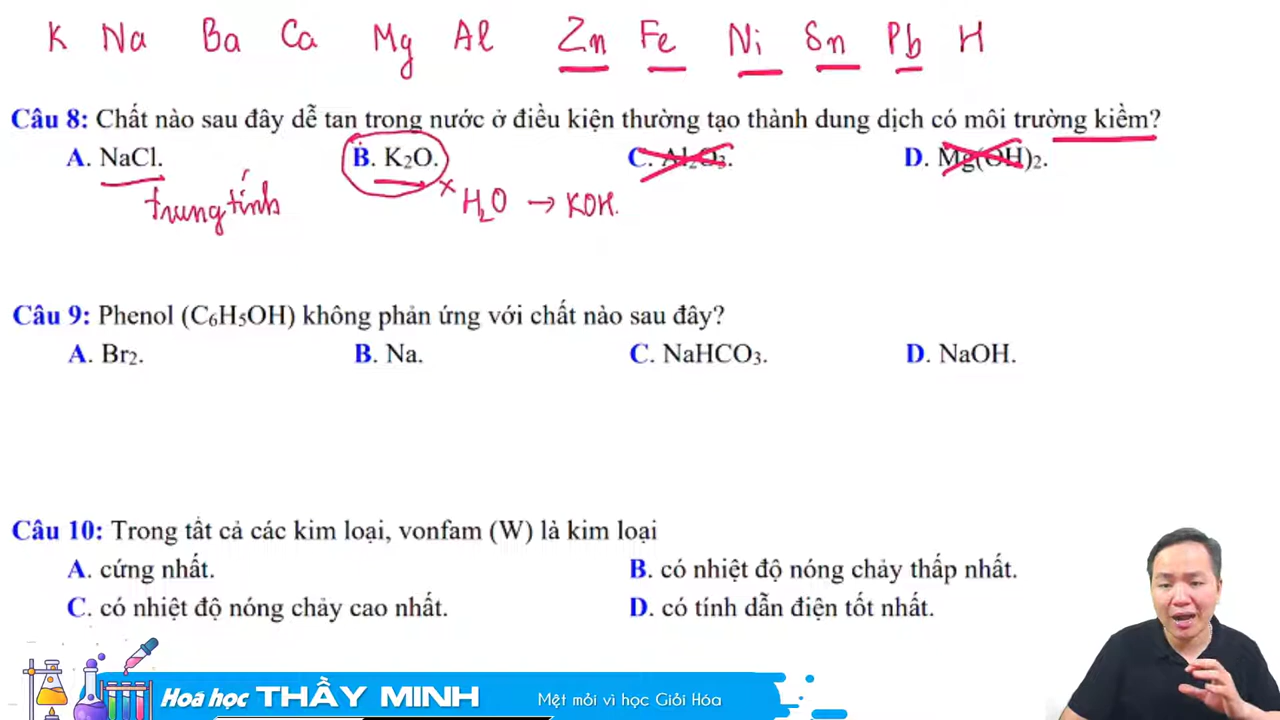 K Na Ba Ca Mg Al Zn Fe Ni Sn Pb H
Câu 8: Chất nào sau đây dễ tan trong nước ở điều kiện thường tạo thành dung dịch có môi trường kiềm?
A. NaCl. B. K₂O. C. Al₂O₃. D. Mg(OH)₂.
trung tính + H₂O → KOH.
Câu 9: Phenol (C₆H₅OH) không phản ứng với chất nào sau đây?
A. Br₂. B. Na. C. NaHCO₃. D. NaOH.
Câu 10: Trong tất cả các kim loại, vonfam (W) là kim loại
A. cứng nhất. B. có nhiệt độ nóng chảy thấp nhất.
C. có nhiệt độ nóng chảy cao nhất. D. có tính dẫn điện tốt nhất.
Hoá học THẦY MINH Mệt mỏi vì học Giỏi Hóa